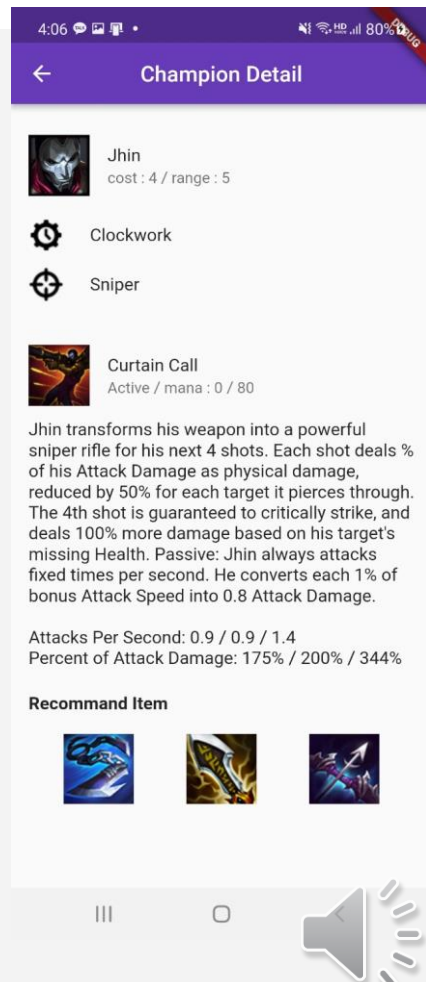 4:06
HD
80%
BUG
Champion Detail
Jhin
cost : 4 / range : 5
Clockwork
Sniper
Curtain Call
Active / mana : 0 / 80
Jhin transforms his weapon into a powerful
sniper rifle for his next 4 shots. Each shot deals %
of his Attack Damage as physical damage,
reduced by 50% for each target it pierces through.
The 4th shot is guaranteed to critically strike, and
deals 100% more damage based on his target's
missing Health. Passive: Jhin always attacks
fixed times per second. He converts each 1% of
bonus Attack Speed into 0.8 Attack Damage.
Attacks Per Second: 0.9 / 0.9 / 1.4
Percent of Attack Damage: 175% / 200% / 344%
Recommand Item